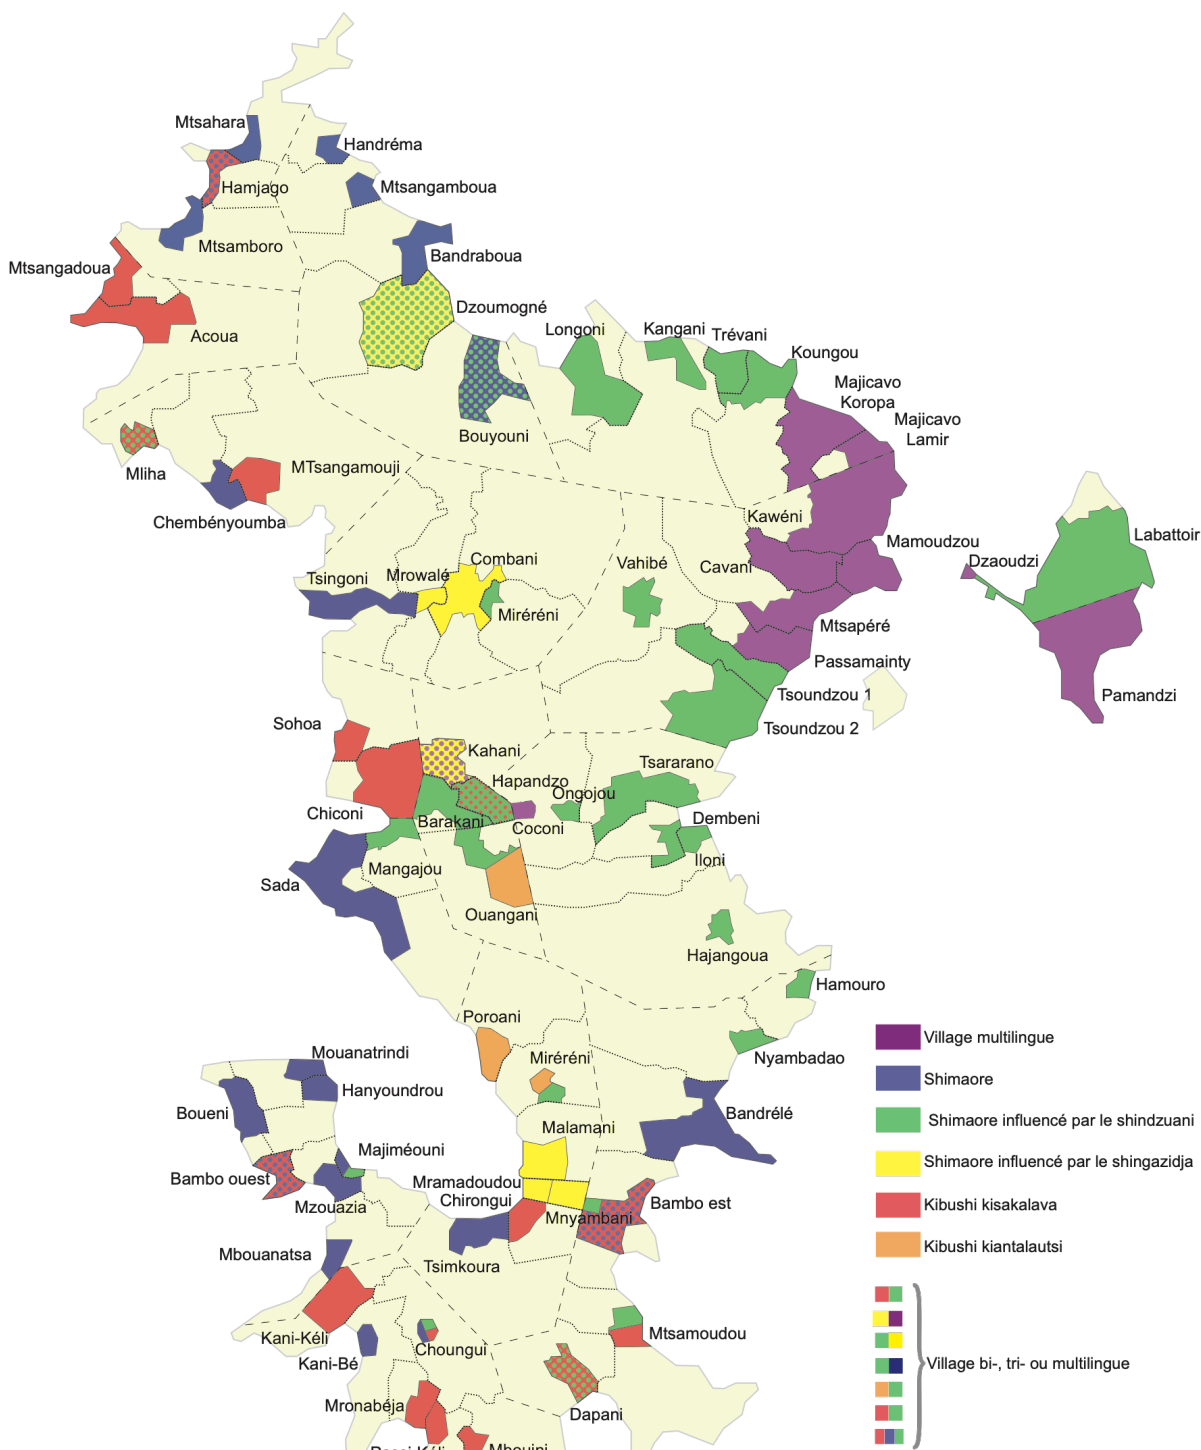 Mtsahara
Handréma
Hamjago
Mtsangamboua
Mtsamboro
Bandraboua
Mtsangadoua
Acoua
Dzoumogné
Longoni
Kangani
Trévani
Koungou
Majicavo
Koropa
Majicavo
Lamir
Bouyouni
Mliha
MTsangamouji
Chembényoumba
Kawéni
Mamoudzou
Labattoir
Dzaoudzi
Combani
Vahibé
Cavani
Tsingoni
Mrowalé
Miréréni
Mtsapéré
Passamainty
Tsoundzou 1
Pamandzi
Tsoundzou 2
Sohoa
Kahani
Hapandzo
Tsararano
Ongojou
Chiconi
Barakani
Coconi
Dembeni
Iloni
Mangajou
Sada
Ouangani
Hajangoua
Hamouro
Poroani
Miréréni
Nyambadao
Mouanatrindi
Hanyoundrou
Boueni
Bandrélé
Malamani
Majiméouni
Bambo ouest
Mramadoudou
Chirongui
Mzouazia
Mnyambani
Bambo est
Mbouanatsa
Tsimkoura
Kani-Kéli
Kani-Bé
Choungui
Mtsamoudou
Mronabéja
Dapani
Mbouini
Village multilingue
Shimaore
Shimaore influencé par le shindzuani
Shimaore influencé par le shingazidja
Kibushi kisakalava
Kibushi kiantalautsi
Village bi-, tri- ou multilingue